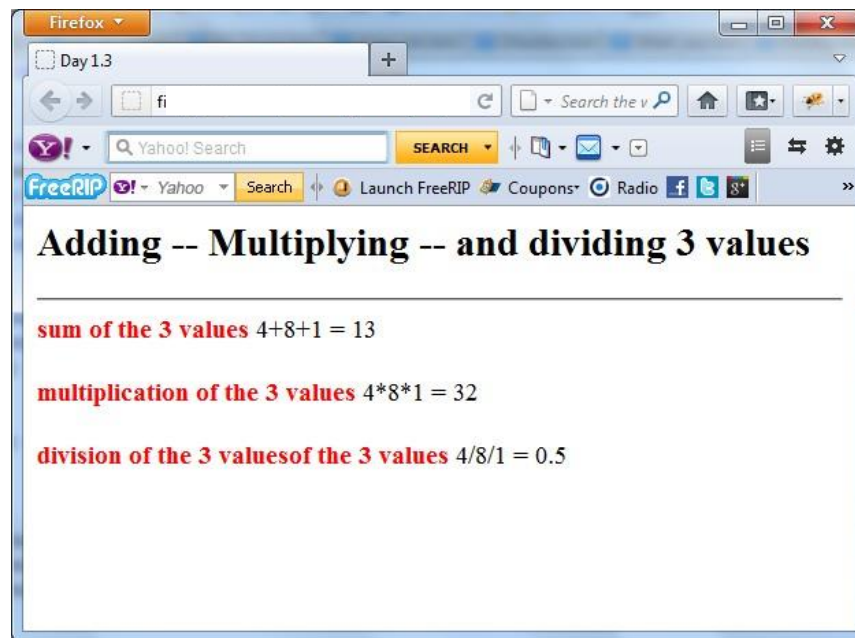 Firefox
Day 1.3
fi
Search the v
Y! Yahoo! Search SEARCH
FreeRIP Y! Yahoo Search Launch FreeRIP Coupons Radio f g+ »
Adding -- Multiplying -- and dividing 3 values
sum of the 3 values 4+8+1 = 13
multiplication of the 3 values 4*8*1 = 32
division of the 3 valuesof the 3 values 4/8/1 = 0.5